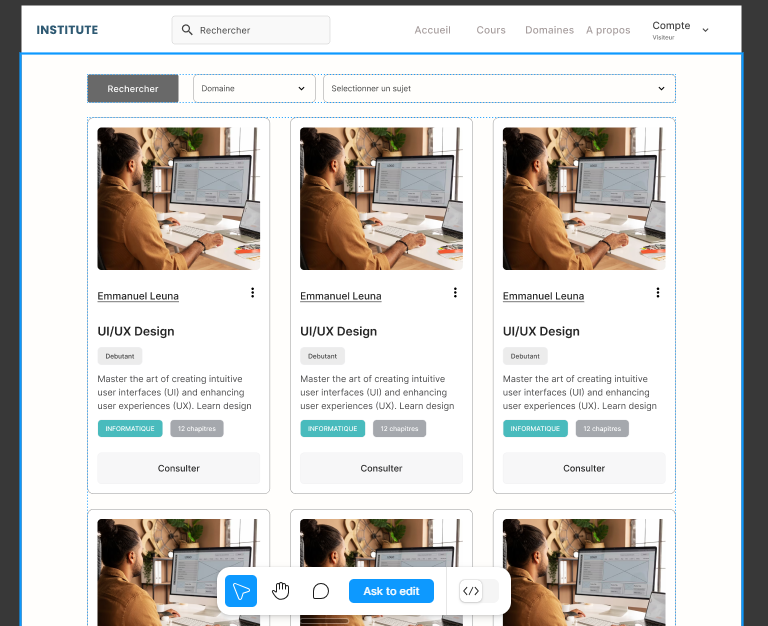 INSTITUTE
Rechercher
Accueil
Cours
Domaines
A propos
Compte
Visiteur
Rechercher
Domaine
Selectionner un sujet
Emmanuel Leuna
UI/UX Design
Debutant
Master the art of creating intuitive
user interfaces (UI) and enhancing
user experiences (UX). Learn design
INFORMATIQUE
12 chapitres
Consulter
Emmanuel Leuna
UI/UX Design
Debutant
Master the art of creating intuitive
user interfaces (UI) and enhancing
user experiences (UX). Learn design
INFORMATIQUE
12 chapitres
Consulter
Emmanuel Leuna
UI/UX Design
Debutant
Master the art of creating intuitive
user interfaces (UI) and enhancing
user experiences (UX). Learn design
INFORMATIQUE
12 chapitres
Consulter
Ask to edit